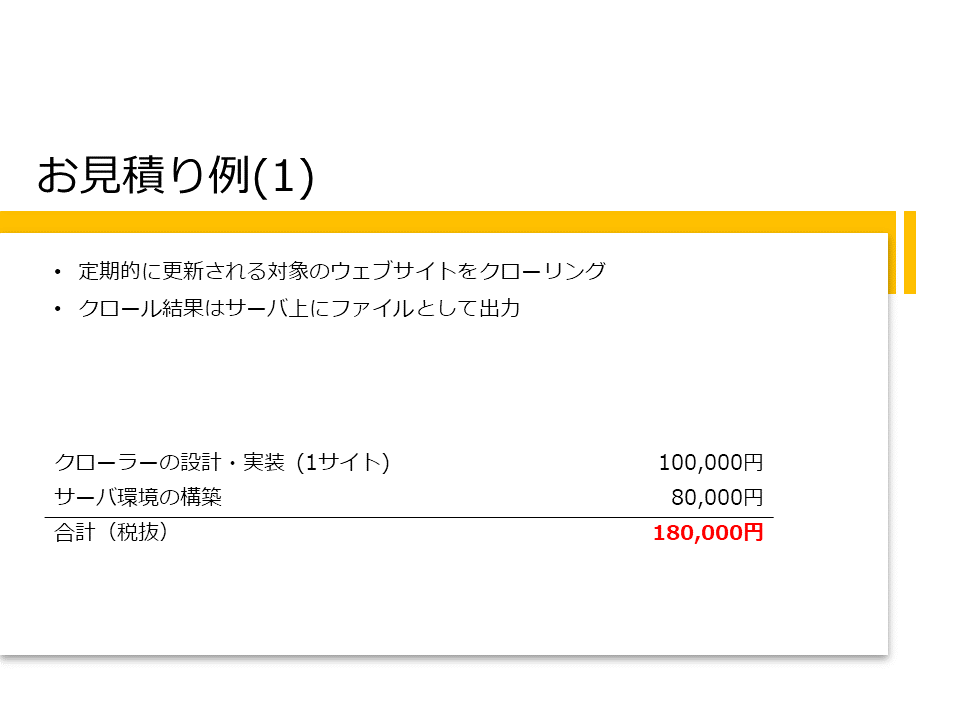 お見積り例(1)
• 定期的に更新される対象のウェブサイトをクローリング
• クロール結果はサーバ上にファイルとして出力
クローラーの設計・実装 (1サイト) 100,000円
サーバ環境の構築 80,000円
合計（税抜） 180,000円